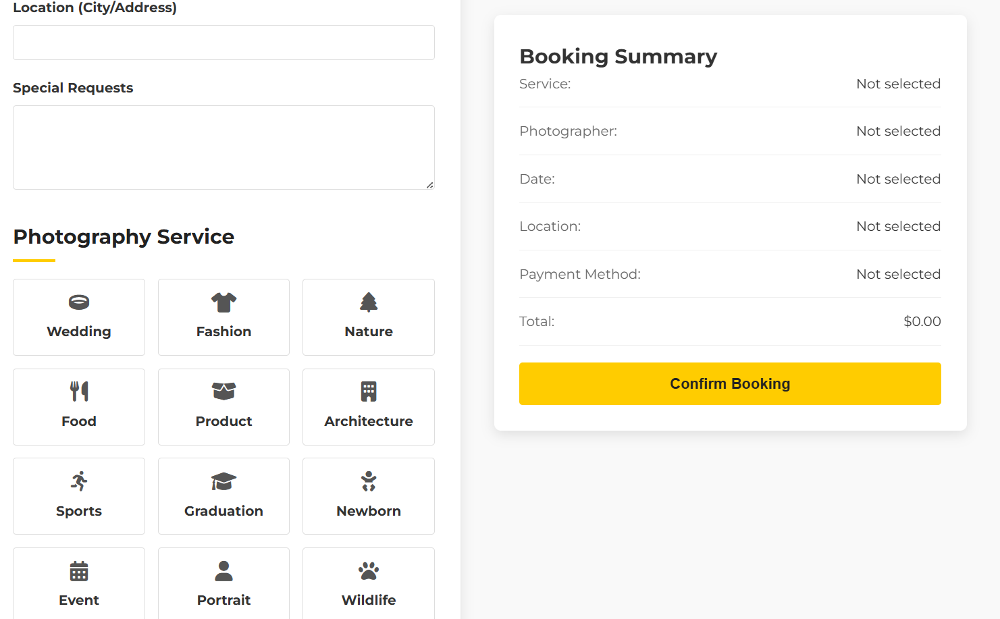 Location (City/Address)
Special Requests
Photography Service
Wedding
Fashion
Nature
Food
Product
Architecture
Sports
Graduation
Newborn
Event
Portrait
Wildlife
Booking Summary
Service: Not selected
Photographer: Not selected
Date: Not selected
Location: Not selected
Payment Method: Not selected
Total: $0.00
Confirm Booking